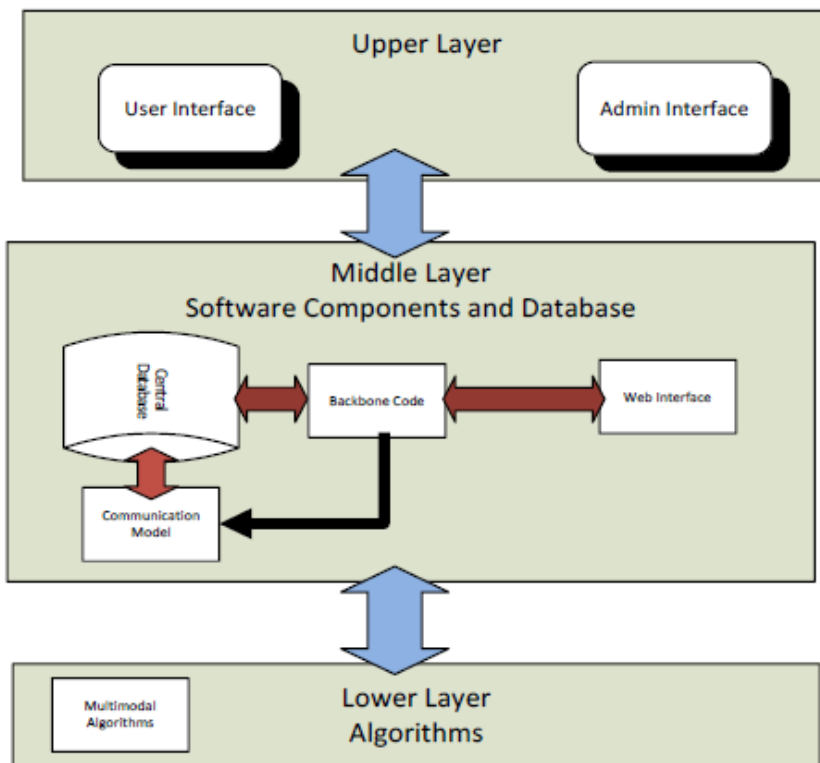 Upper Layer
User Interface
Admin Interface
Middle Layer
Software Components and Database
Central
Database
Backbone Code
Web Interface
Communication
Model
Lower Layer
Algorithms
Multimodal
Algorithms